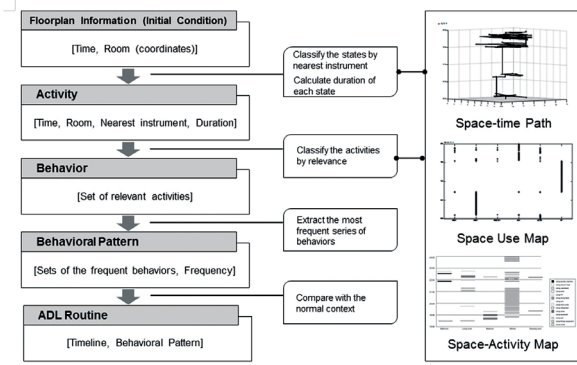 Floorplan Information (Initial Condition)
[Time, Room (coordinates)]
Classify the states by
nearest instrument
Calculate duration of
each state
Activity
[Time, Room, Nearest instrument, Duration]
Classify the activities
by relevance
Behavior
[Set of relevant activities]
Extract the most
frequent series of
behaviors
Behavioral Pattern
[Sets of the frequent behaviors, Frequency]
Compare with the
normal context
ADL Routine
[Timeline, Behavioral Pattern]
Space-time Path
Space Use Map
Space-Activity Map